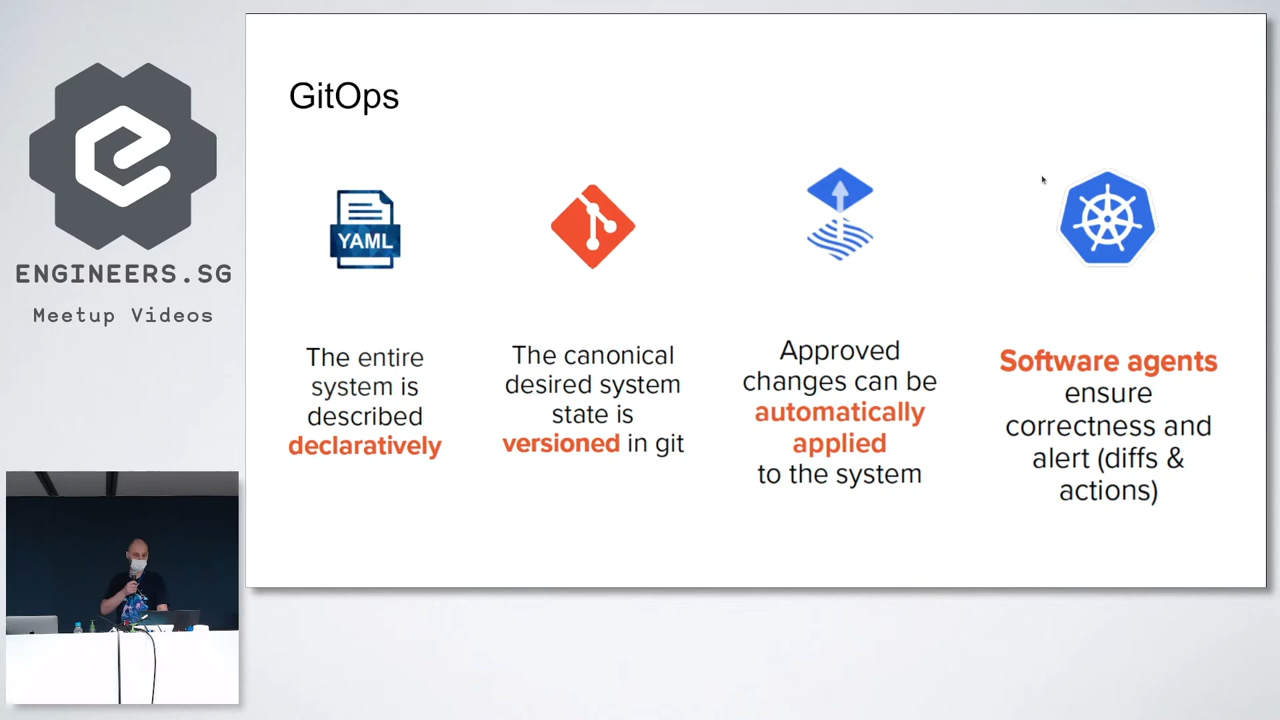 ENGINEERS.SG
Meetup Videos
GitOps
YAML
The entire
system is
described
declaratively
The canonical
desired system
state is
versioned in git
Approved
changes can be
automatically
applied
to the system
Software agents
ensure
correctness and
alert (diffs &
actions)